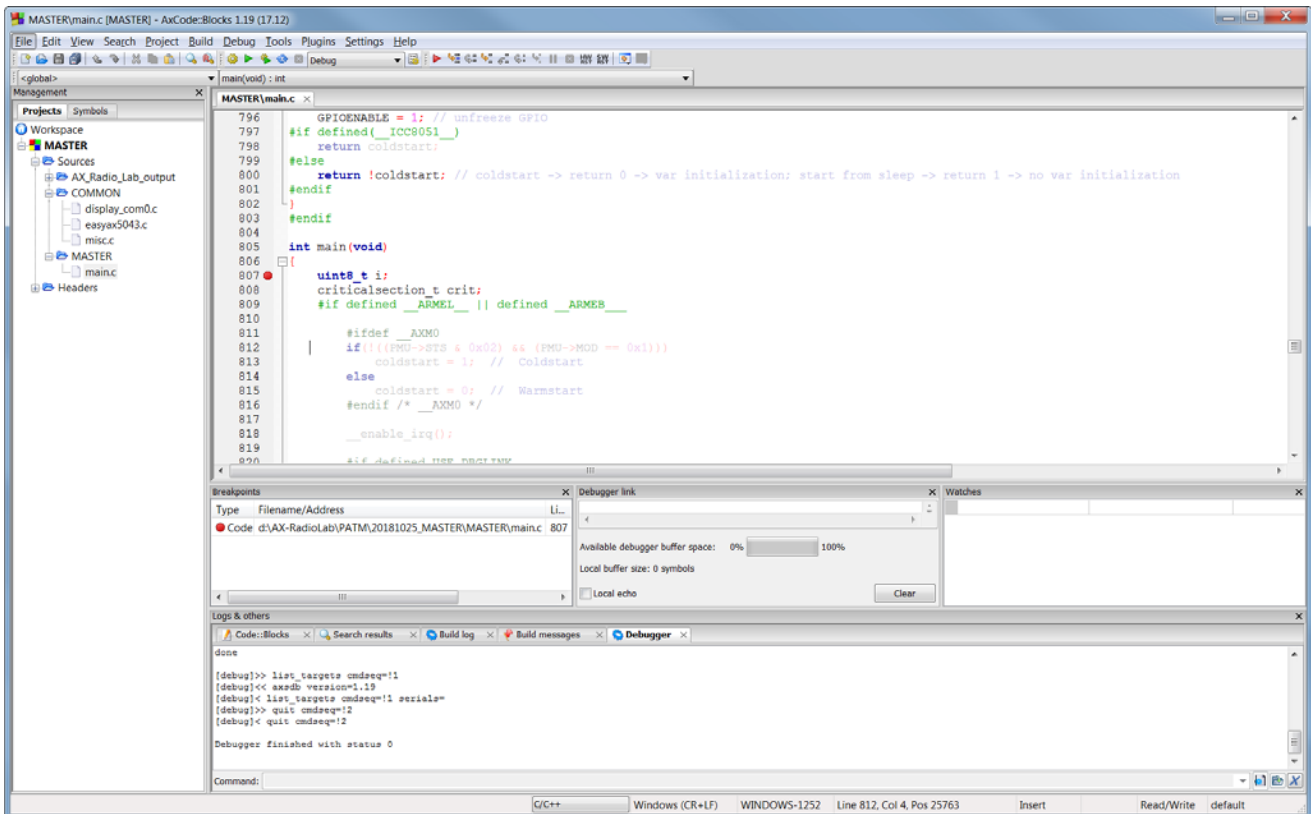 MASTER\main.c [MASTER] - AxCode::Blocks 1.19 (17.12)
File Edit View Search Project Build Debug Tools Plugins Settings Help
Debug
<global> main(void) : int
Management
Projects Symbols
Workspace
MASTER
Sources
AX_Radio_Lab_output
COMMON
display_com0.c
easyax5043.c
misc.c
MASTER
main.c
Headers
MASTER\main.c
796 GPIOENABLE = 1; // unfreeze GPIO
797 #if defined(__ICC8051__)
798 return coldstart;
799 #else
800 return !coldstart; // coldstart -> return 0 -> var initialization; start from sleep -> return 1 -> no var initialization
801 #endif
802 }
803 #endif
804
805 int main(void)
806 {
807 uint8_t i;
808 criticalsection_t crit;
809 #if defined __ARMEL__ || defined __ARMEB___
810
811 #ifdef __AXM0
812 if(!((PMU->STS & 0x02) && (PMU->MOD == 0x1)))
813 coldstart = 1; // Coldstart
814 else
815 coldstart = 0; // Warmstart
816 #endif /* __AXM0 */
817
818 __enable_irq();
819
820 #if defined USE_DBGLINK
Breakpoints
Type Filename/Address Li...
Code d:\AX-RadioLab\PATM\20181025_MASTER\MASTER\main.c 807
Debugger link
Available debugger buffer space: 0% 100%
Local buffer size: 0 symbols
Local echo Clear
Watches
Logs & others
Code::Blocks Search results Build log Build messages Debugger
done
[debug]>> list_targets cmdseq=!1
[debug]<< axsdb version=1.19
[debug]< list_targets cmdseq=!1 serials=
[debug]>> quit cmdseq=!2
[debug]< quit cmdseq=!2
Debugger finished with status 0
Command:
C/C++ Windows (CR+LF) WINDOWS-1252 Line 812, Col 4, Pos 25763 Insert Read/Write default